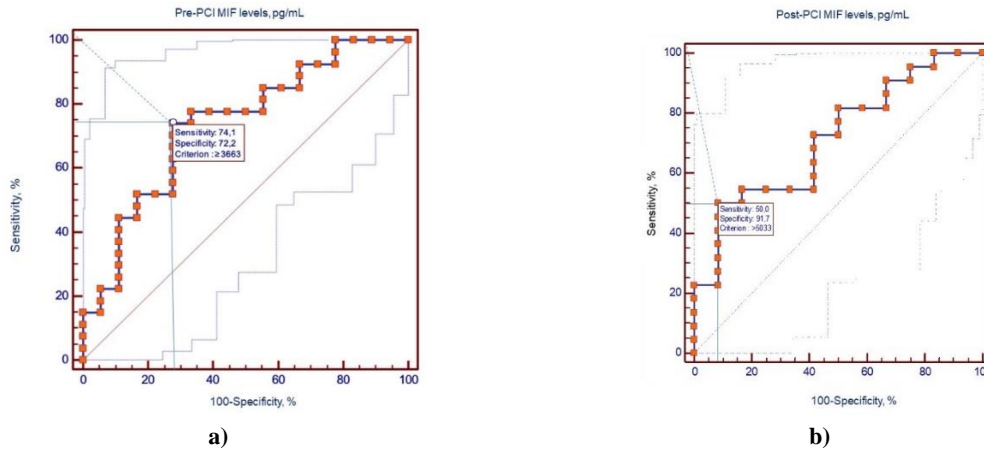 Pre-PCI MIF levels, pg/mL
100
80
60
40
20
0
Sensitivity, %
Sensitivity: 74,1
Specificity: 72,2
Criterion : ≥3663
0 20 40 60 80 100
100-Specificity, %
a)
Post-PCI MIF levels, pg/mL
100
80
60
40
20
0
Sensitivity, %
Sensitivity: 50,0
Specificity: 91,7
Criterion : >5033
0 20 40 60 80 100
100-Specificity, %
b)